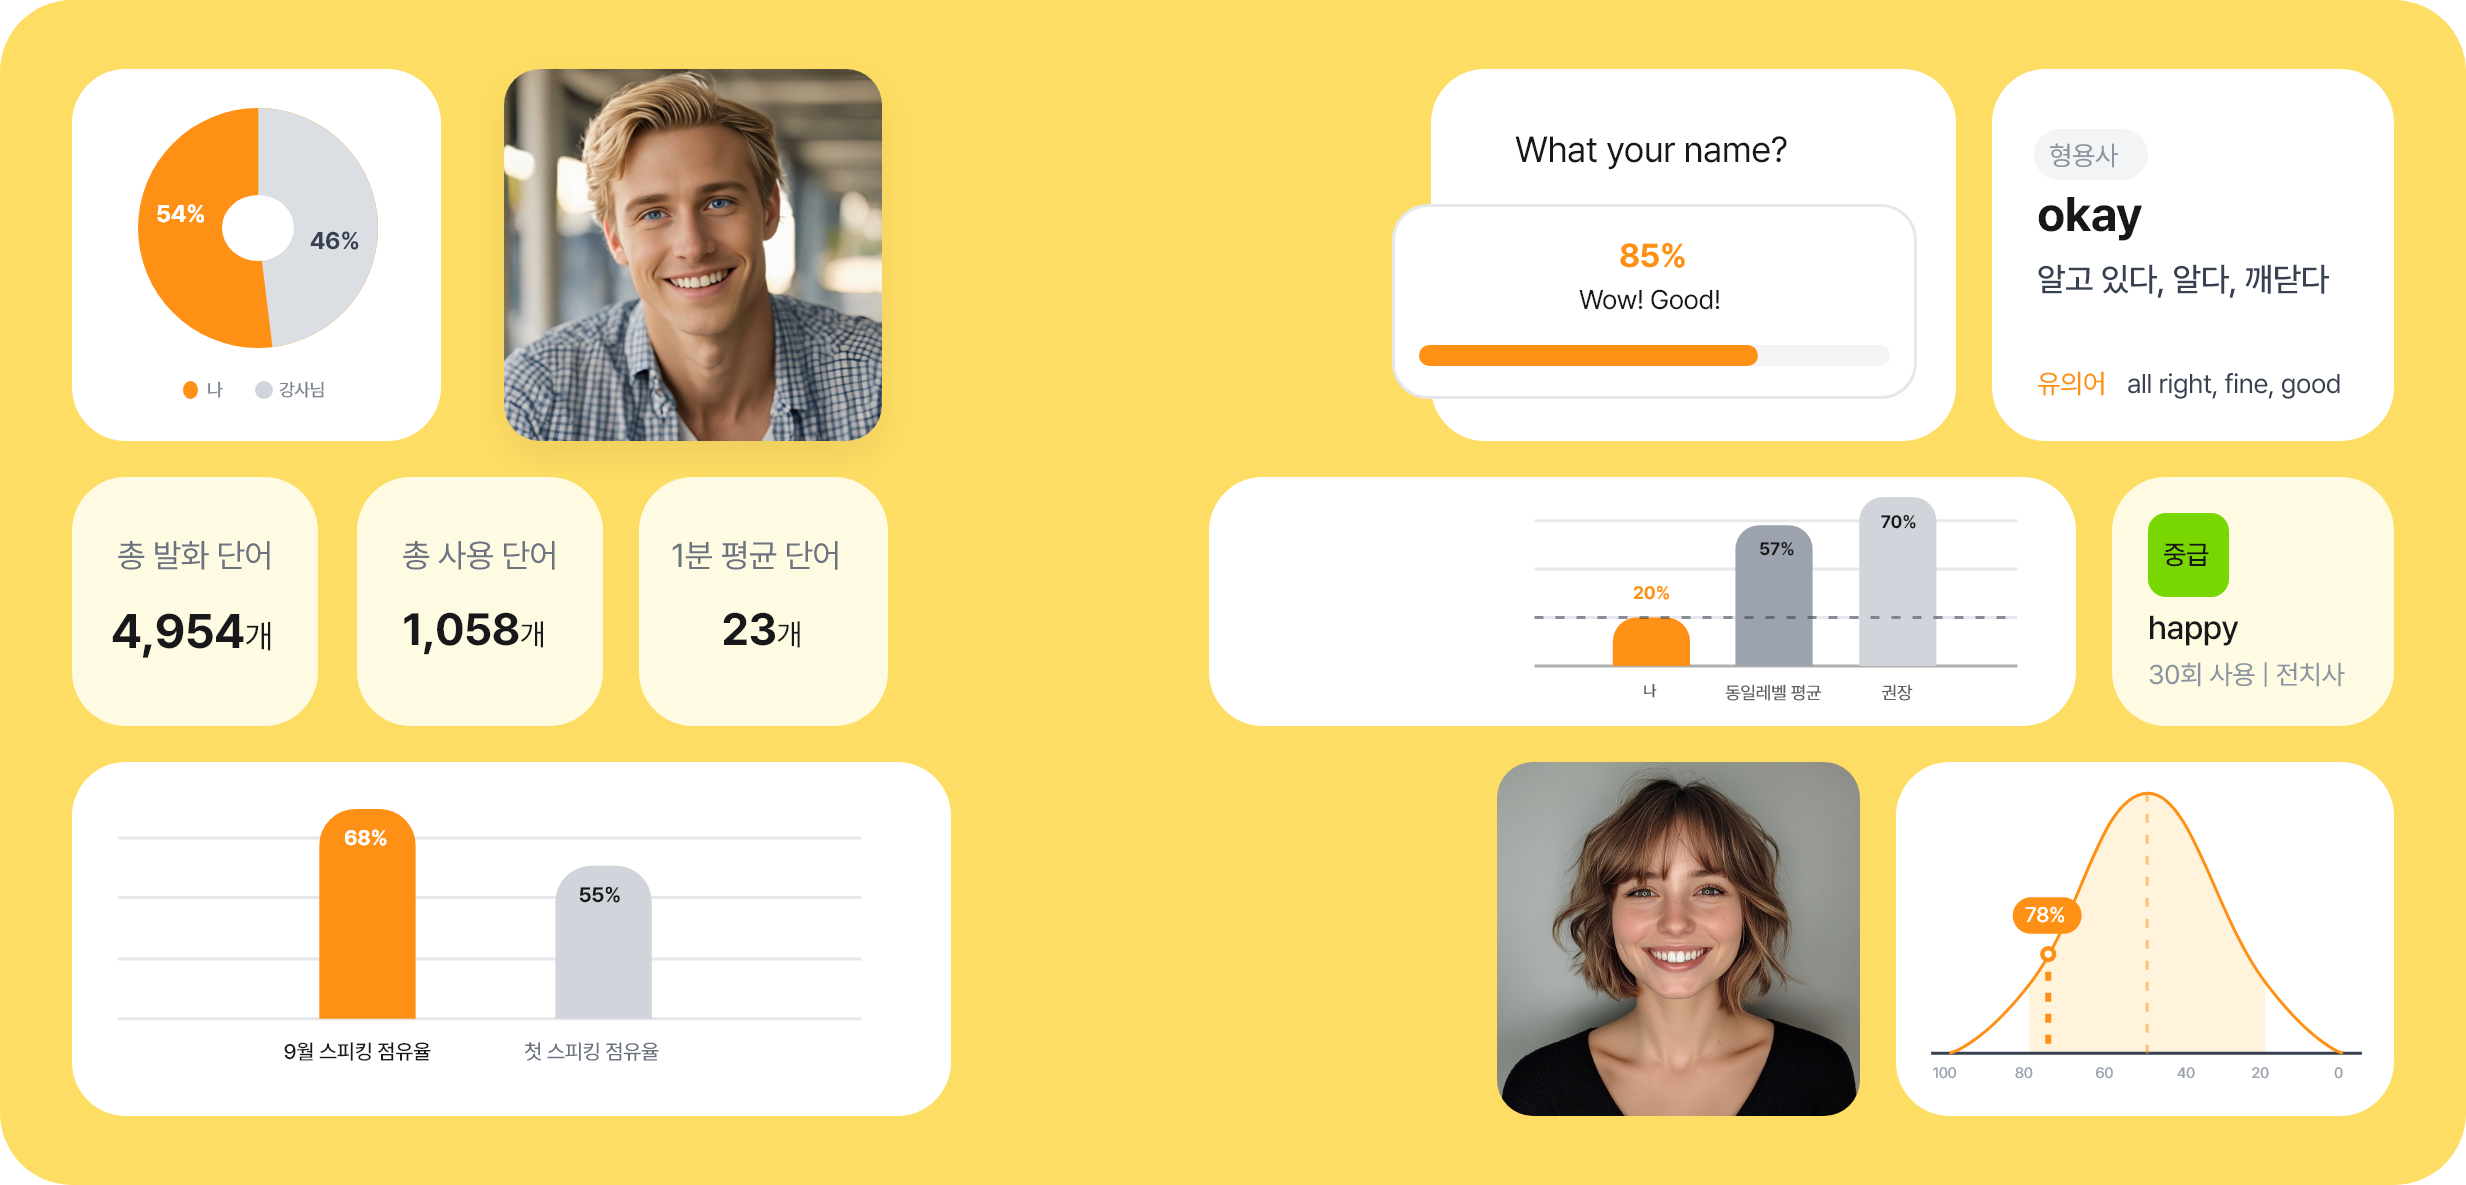 54%
46%
나
강사님
What your name?
85%
Wow! Good!
형용사
okay
알고 있다, 알다, 깨닫다
유의어 all right, fine, good
총 발화 단어
4,954개
총 사용 단어
1,058개
1분 평균 단어
23개
20%
57%
70%
나
동일레벨 평균
권장
중급
happy
30회 사용 | 전치사
68%
55%
9월 스피킹 점유율
첫 스피킹 점유율
78%
100
80
60
40
20
0